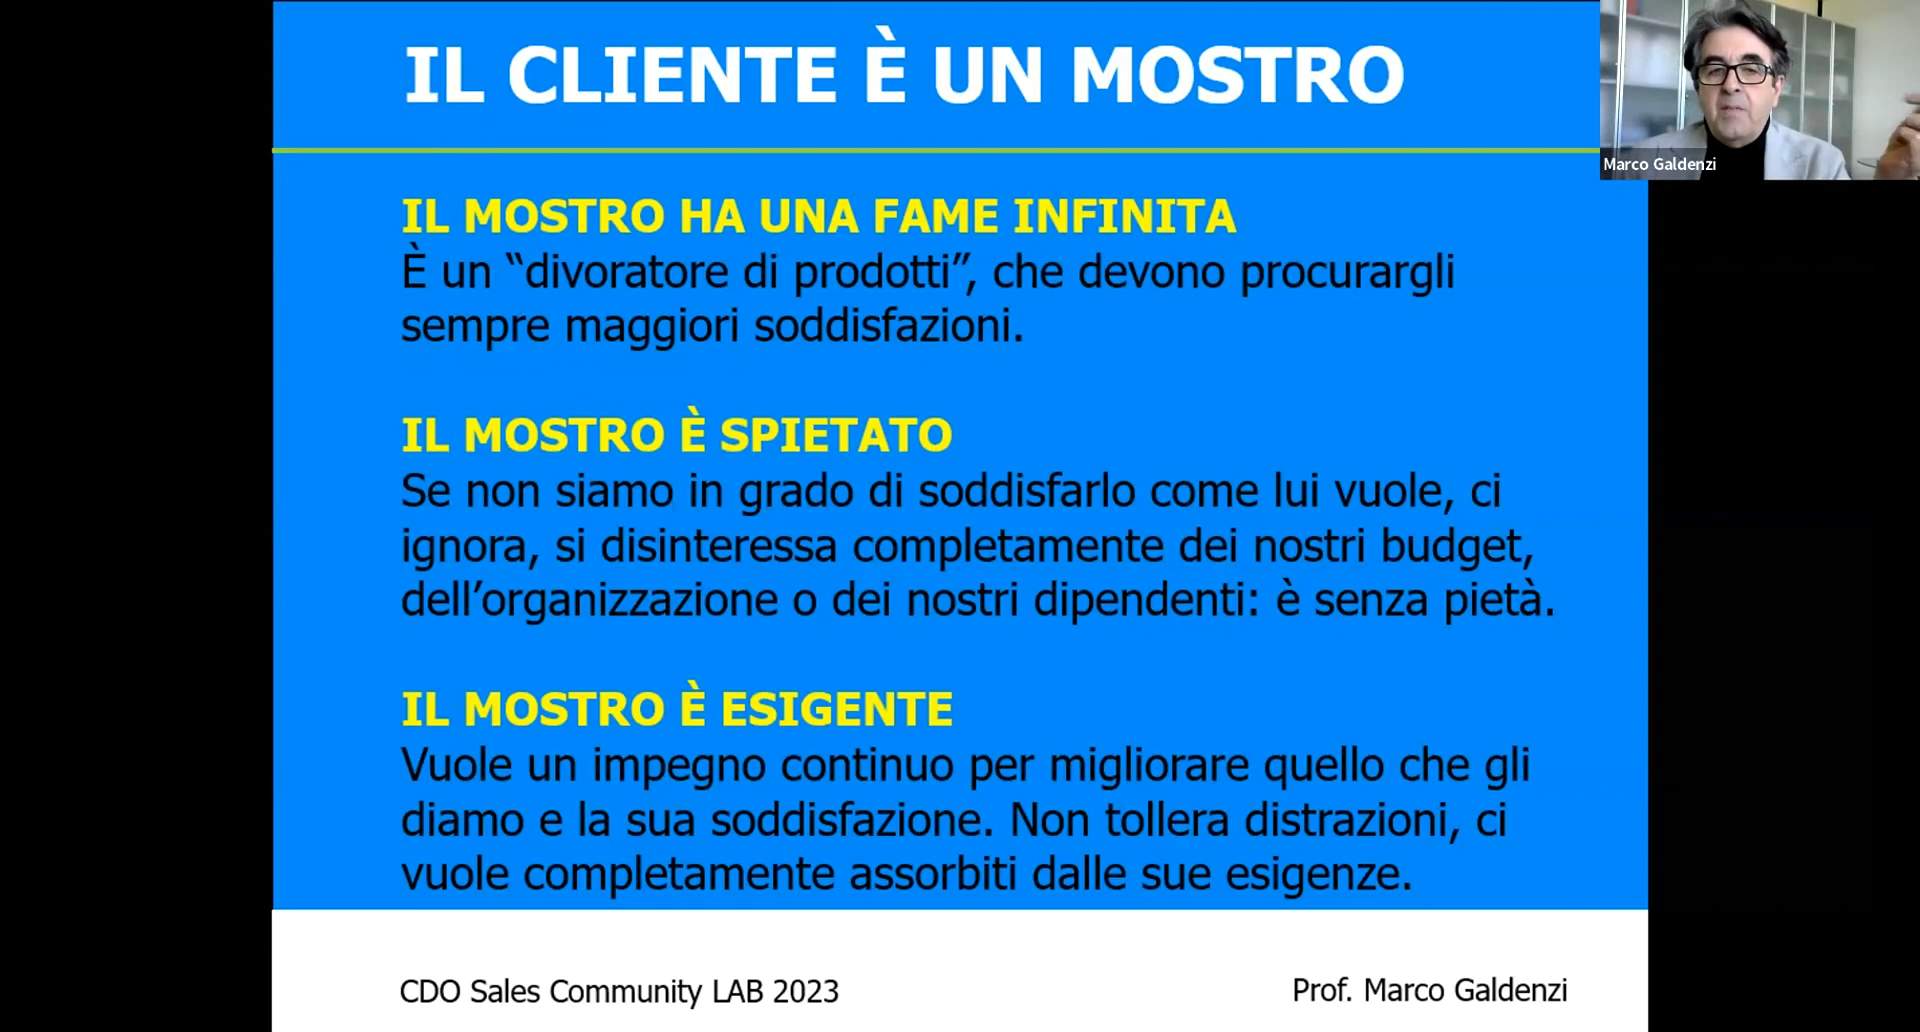 IL CLIENTE È UN MOSTRO
Marco Galdenzi
IL MOSTRO HA UNA FAME INFINITA
È un “divoratore di prodotti”, che devono procurargli
sempre maggiori soddisfazioni.
IL MOSTRO È SPIETATO
Se non siamo in grado di soddisfarlo come lui vuole, ci
ignora, si disinteressa completamente dei nostri budget,
dell’organizzazione o dei nostri dipendenti: è senza pietà.
IL MOSTRO È ESIGENTE
Vuole un impegno continuo per migliorare quello che gli
diamo e la sua soddisfazione. Non tollera distrazioni, ci
vuole completamente assorbiti dalle sue esigenze.
CDO Sales Community LAB 2023
Prof. Marco Galdenzi